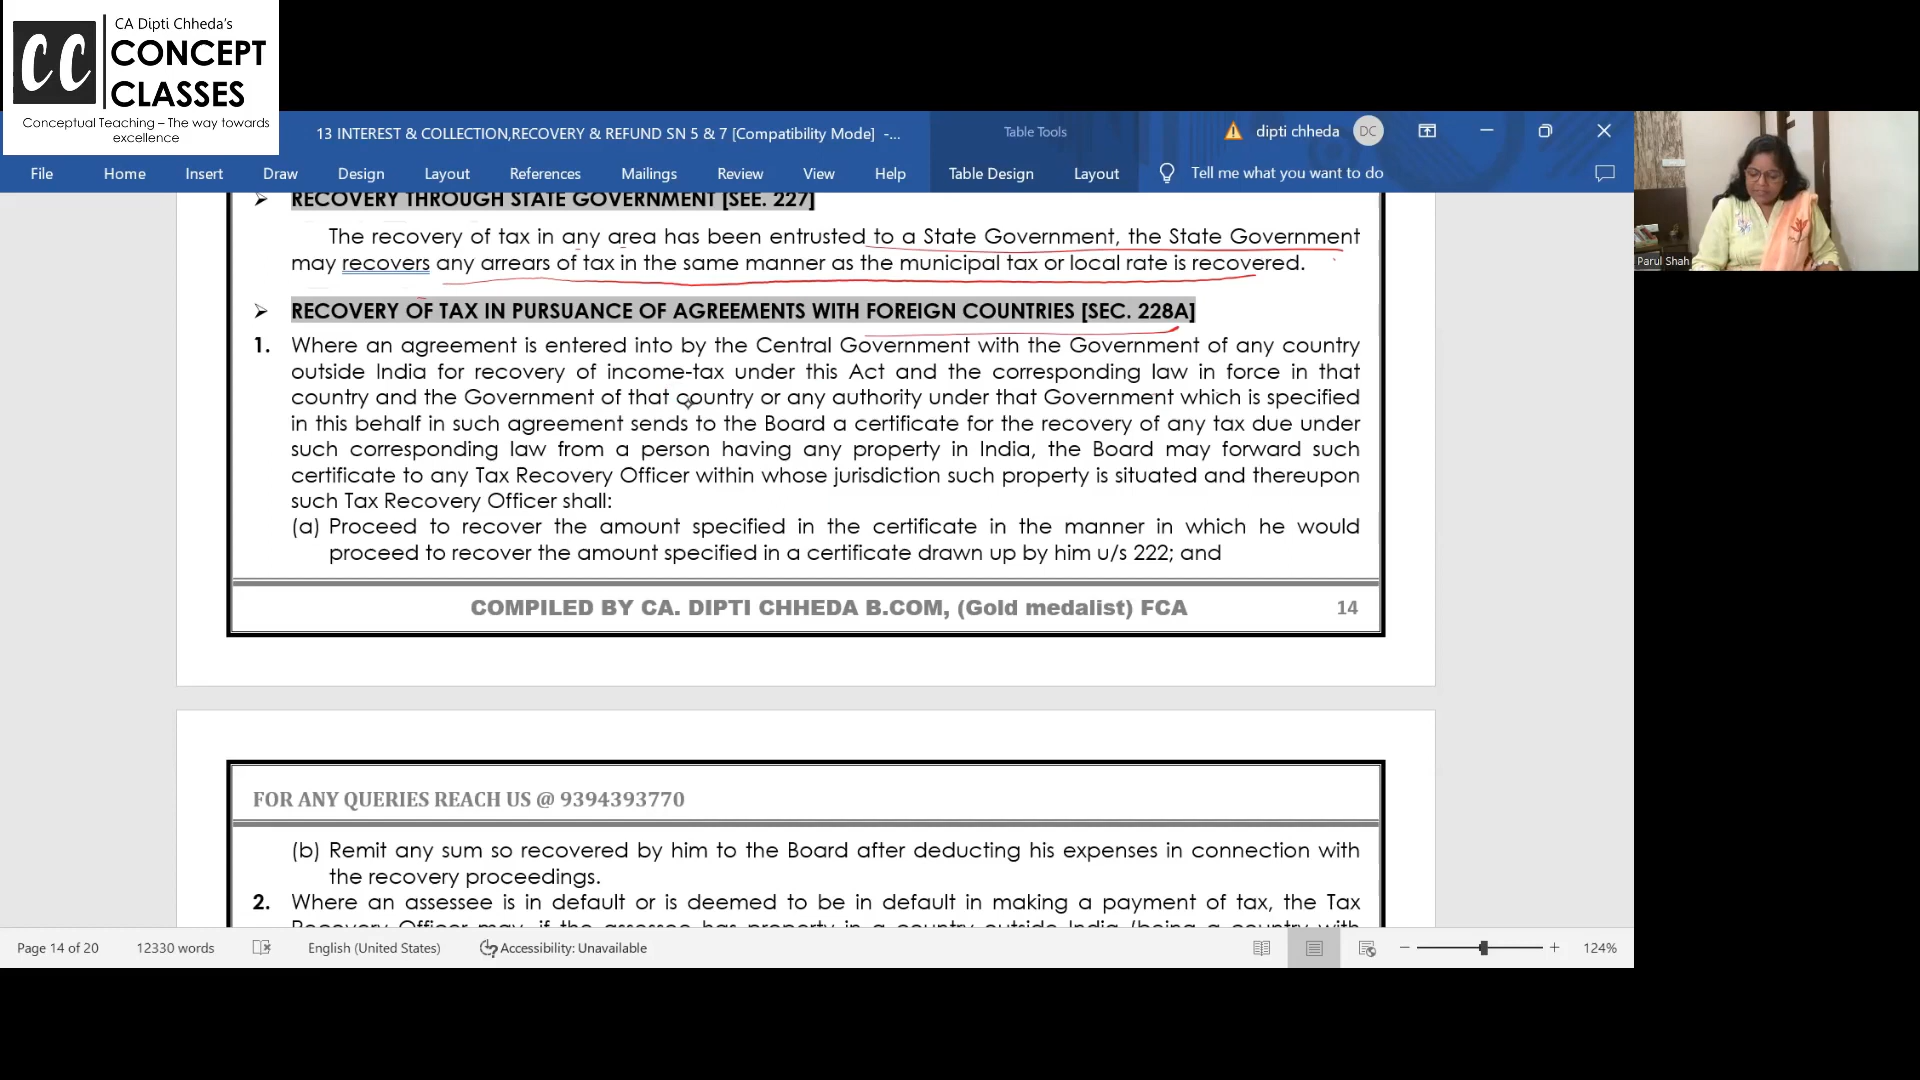 CC
CA Dipti Chheda's
CONCEPT
CLASSES
Conceptual Teaching – The way towards
excellence
13 INTEREST & COLLECTION,RECOVERY & REFUND SN 5 & 7 [Compatibility Mode] -...
Table Tools
dipti chheda
DC
File
Home
Insert
Draw
Design
Layout
References
Mailings
Review
View
Help
Table Design
Layout
Tell me what you want to do
➢ RECOVERY THROUGH STATE GOVERNMENT [SEE. 227]
The recovery of tax in any area has been entrusted to a State Government, the State Government
may recovers any arrears of tax in the same manner as the municipal tax or local rate is recovered.
➢ RECOVERY OF TAX IN PURSUANCE OF AGREEMENTS WITH FOREIGN COUNTRIES [SEC. 228A]
1. Where an agreement is entered into by the Central Government with the Government of any country
outside India for recovery of income-tax under this Act and the corresponding law in force in that
country and the Government of that country or any authority under that Government which is specified
in this behalf in such agreement sends to the Board a certificate for the recovery of any tax due under
such corresponding law from a person having any property in India, the Board may forward such
certificate to any Tax Recovery Officer within whose jurisdiction such property is situated and thereupon
such Tax Recovery Officer shall:
(a) Proceed to recover the amount specified in the certificate in the manner in which he would
proceed to recover the amount specified in a certificate drawn up by him u/s 222; and
COMPILED BY CA. DIPTI CHHEDA B.COM, (Gold medalist) FCA 14
FOR ANY QUERIES REACH US @ 9394393770
(b) Remit any sum so recovered by him to the Board after deducting his expenses in connection with
the recovery proceedings.
2. Where an assessee is in default or is deemed to be in default in making a payment of tax, the Tax
Recovery Officer may, if the assessee has property in a country outside India (being a country with
Page 14 of 20
12330 words
English (United States)
Accessibility: Unavailable
124%
Parul Shah